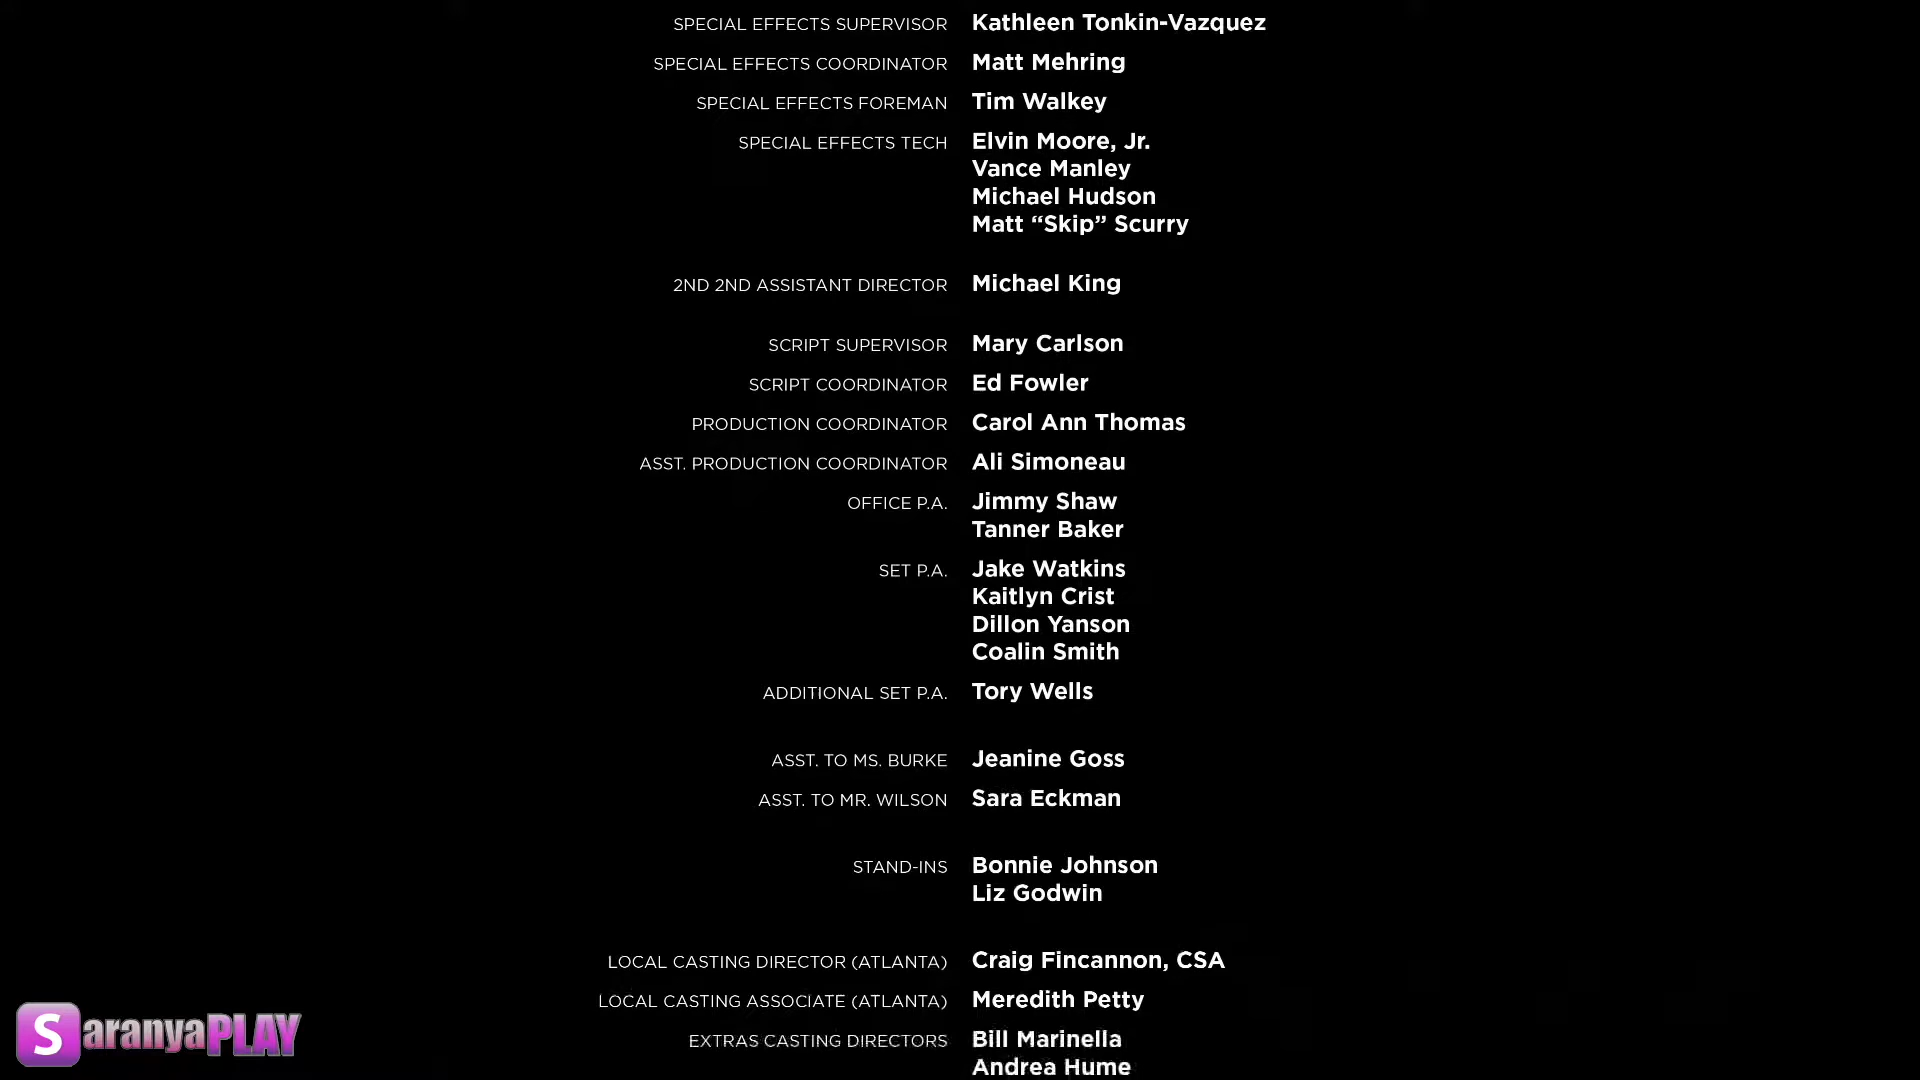 SPECIAL EFFECTS SUPERVISOR Kathleen Tonkin-Vazquez
SPECIAL EFFECTS COORDINATOR Matt Mehring
SPECIAL EFFECTS FOREMAN Tim Walkey
SPECIAL EFFECTS TECH Elvin Moore, Jr.
Vance Manley
Michael Hudson
Matt “Skip” Scurry
2ND 2ND ASSISTANT DIRECTOR Michael King
SCRIPT SUPERVISOR Mary Carlson
SCRIPT COORDINATOR Ed Fowler
PRODUCTION COORDINATOR Carol Ann Thomas
ASST. PRODUCTION COORDINATOR Ali Simoneau
OFFICE P.A. Jimmy Shaw
Tanner Baker
SET P.A. Jake Watkins
Kaitlyn Crist
Dillon Yanson
Coalin Smith
ADDITIONAL SET P.A. Tory Wells
ASST. TO MS. BURKE Jeanine Goss
ASST. TO MR. WILSON Sara Eckman
STAND-INS Bonnie Johnson
Liz Godwin
LOCAL CASTING DIRECTOR (ATLANTA) Craig Fincannon, CSA
LOCAL CASTING ASSOCIATE (ATLANTA) Meredith Petty
EXTRAS CASTING DIRECTORS Bill Marinella
Andrea Hume
SaranyaPLAY